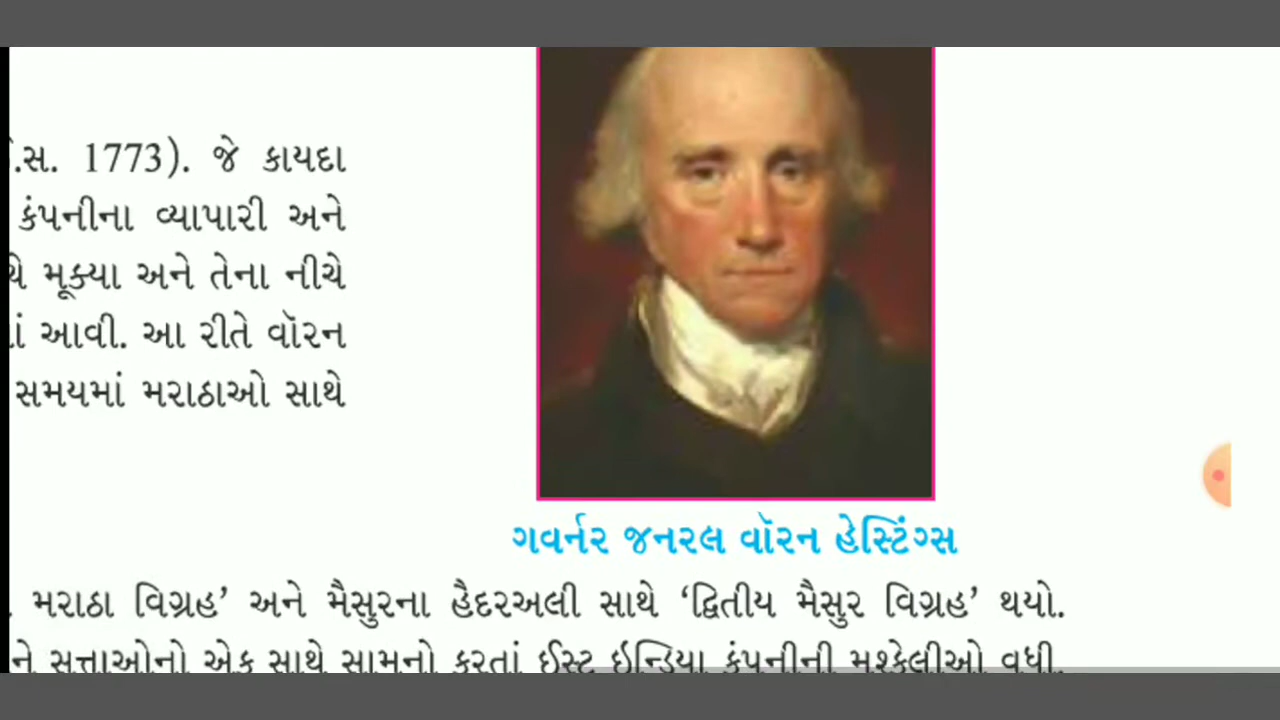 .સ. 1773). જે કાયદા
કંપનીના વ્યાપારી અને
મૂક્યા અને તેના નીચે
આવી. આ રીતે વૉરન
સમયમાં મરાઠાઓ સાથે
ગવર્નર જનરલ વૉરન હેસ્ટિંગ્સ
મરાઠા વિગ્રહ’ અને મૈસુરના હૈદરઅલી સાથે ‘દ્વિતીય મૈસુર વિગ્રહ’ થયો.
ને સત્તાઓનો એક સાથે સામનો કરતાં ઈસ્ટ ઇન્ડિયા કંપનીની મુશ્કેલીઓ વધી.